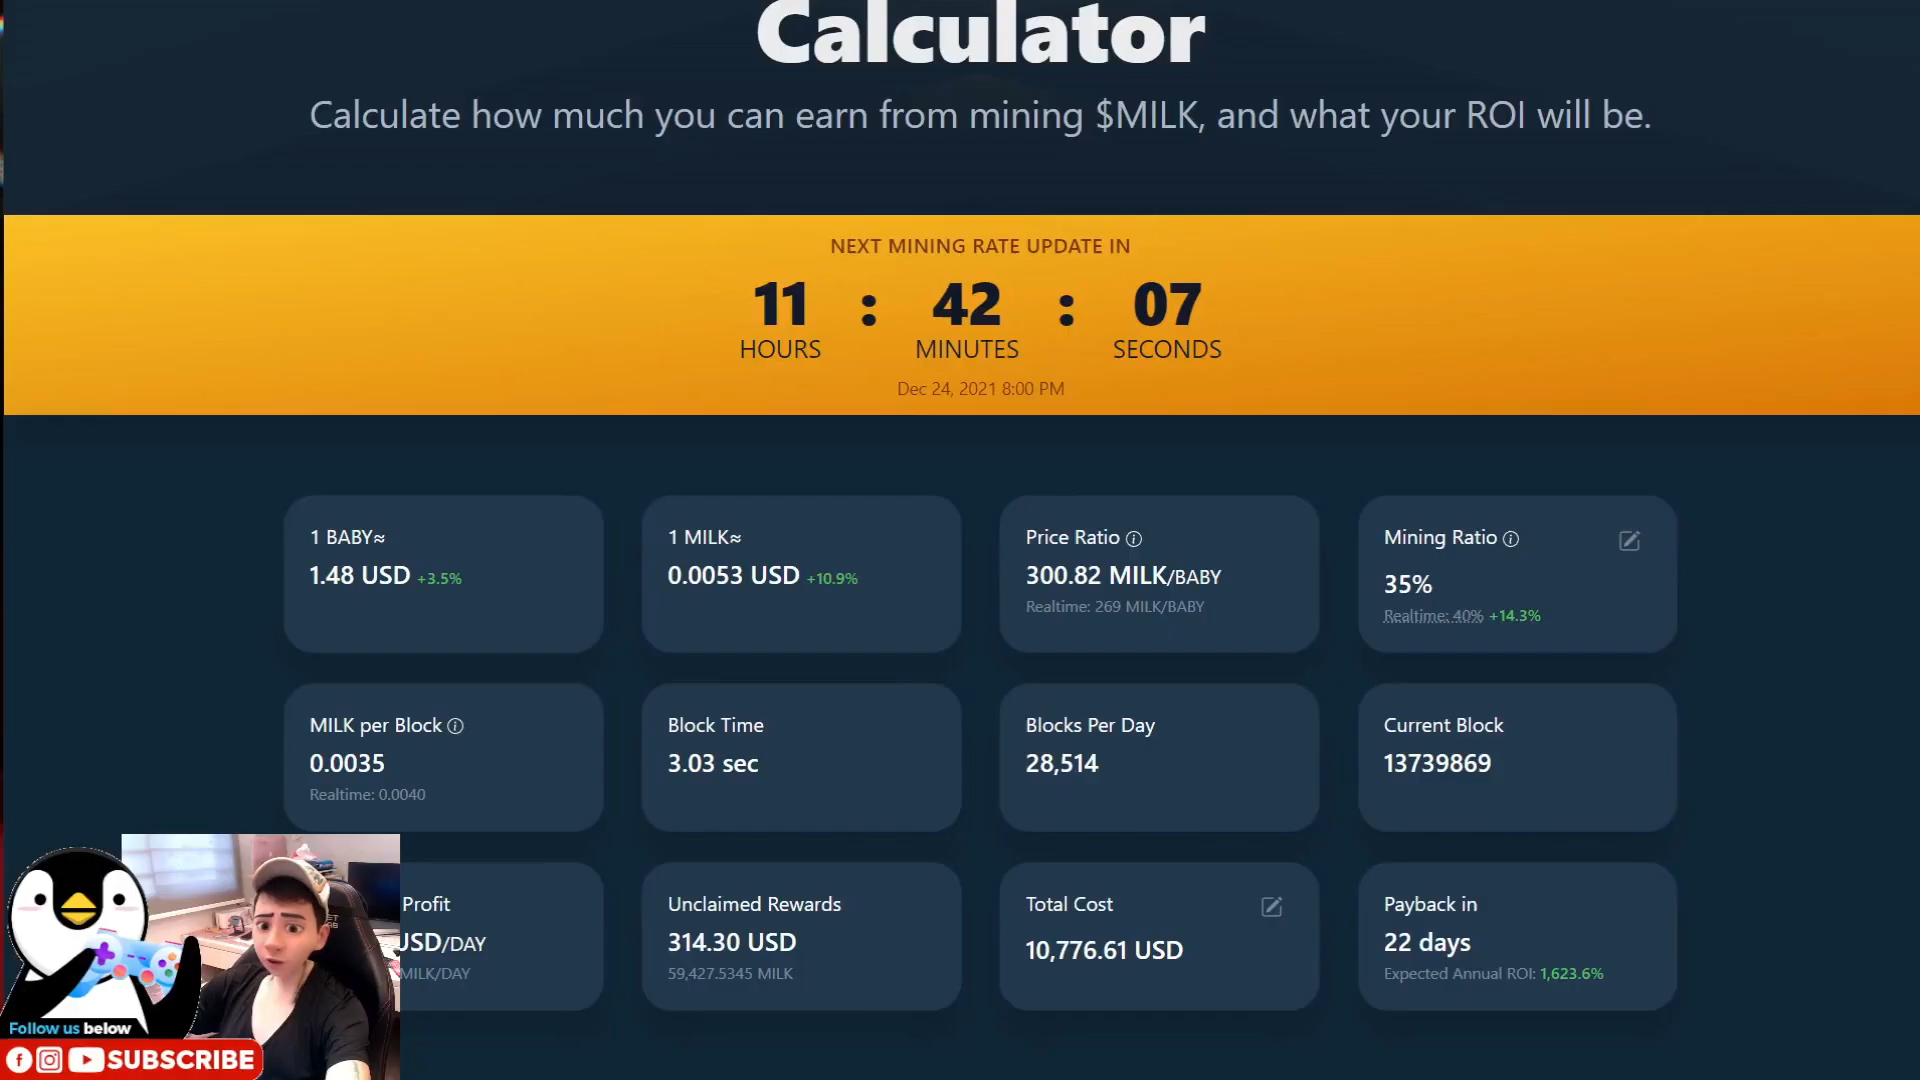 Calculator
Calculate how much you can earn from mining $MILK, and what your ROI will be.
NEXT MINING RATE UPDATE IN
11 : 42 : 07
HOURS MINUTES SECONDS
Dec 24, 2021 8:00 PM
1 BABY≈
1.48 USD +3.5%
1 MILK≈
0.0053 USD +10.9%
Price Ratio
300.82 MILK/BABY
Realtime: 269 MILK/BABY
Mining Ratio
35%
Realtime: 40% +14.3%
MILK per Block
0.0035
Realtime: 0.0040
Block Time
3.03 sec
Blocks Per Day
28,514
Current Block
13739869
Profit
USD/DAY
MILK/DAY
Unclaimed Rewards
314.30 USD
59,427.5345 MILK
Total Cost
10,776.61 USD
Payback in
22 days
Expected Annual ROI: 1,623.6%
Follow us below
SUBSCRIBE